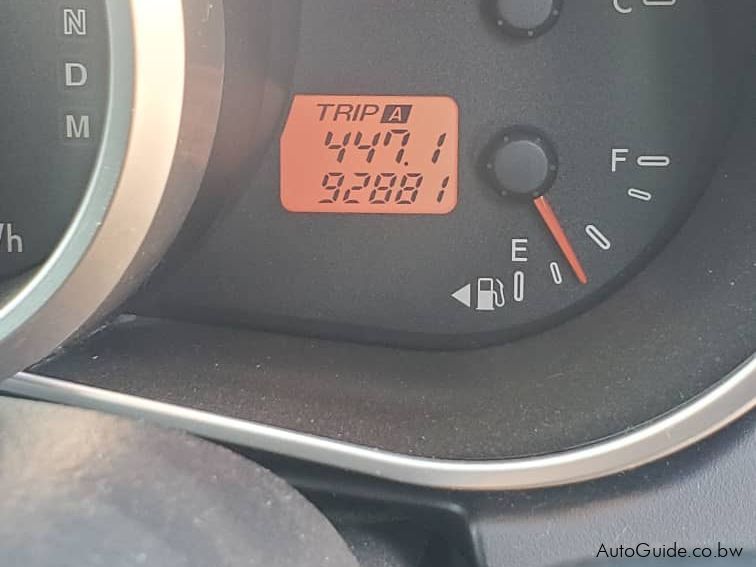 N
D
M
/h
C
TRIP A
447.1
92881
F
E
AutoGuide.co.bw